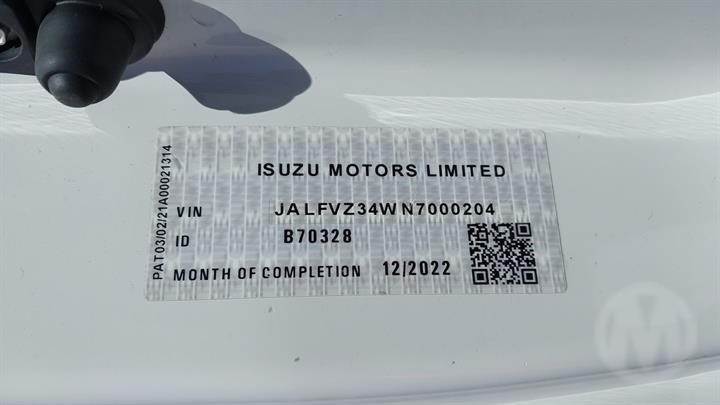 ISUZU MOTORS LIMITED
VIN JALFVZ34WN7000204
ID B70328
MONTH OF COMPLETION 12/2022
PAT03/02/21A00021314
M